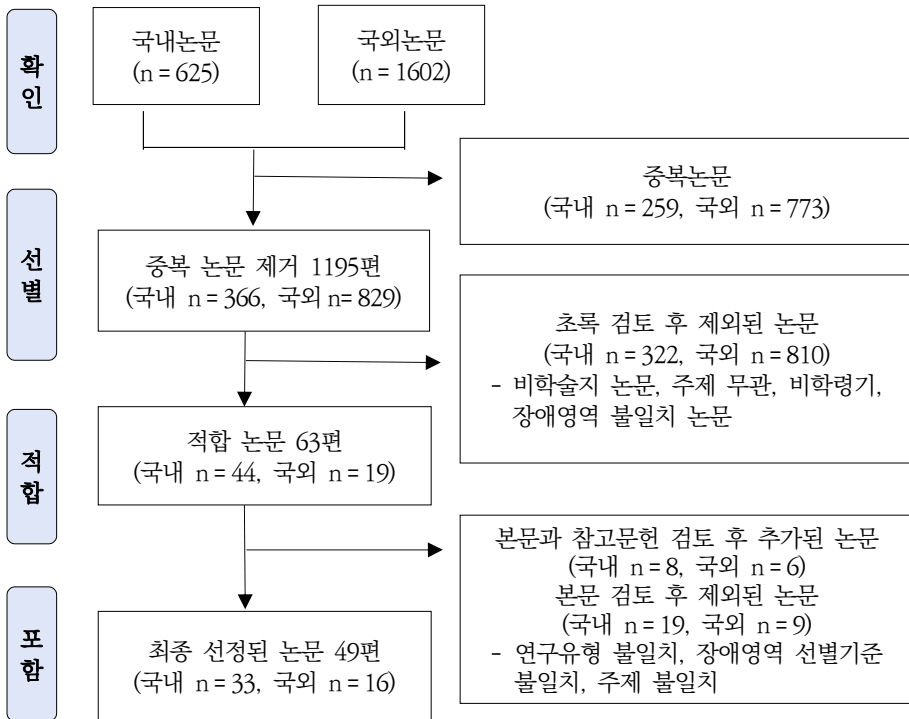 확인
국내논문
(n = 625)
국외논문
(n = 1602)
중복논문
(국내 n = 259, 국외 n = 773)
선별
중복 논문 제거 1195편
(국내 n = 366, 국외 n= 829)
초록 검토 후 제외된 논문
(국내 n = 322, 국외 n = 810)
- 비학술지 논문, 주제 무관, 비학령기,
장애영역 불일치 논문
적합
적합 논문 63편
(국내 n = 44, 국외 n = 19)
본문과 참고문헌 검토 후 추가된 논문
(국내 n = 8, 국외 n = 6)
본문 검토 후 제외된 논문
(국내 n = 19, 국외 n = 9)
- 연구유형 불일치, 장애영역 선별기준
불일치, 주제 불일치
포함
최종 선정된 논문 49편
(국내 n = 33, 국외 n = 16)